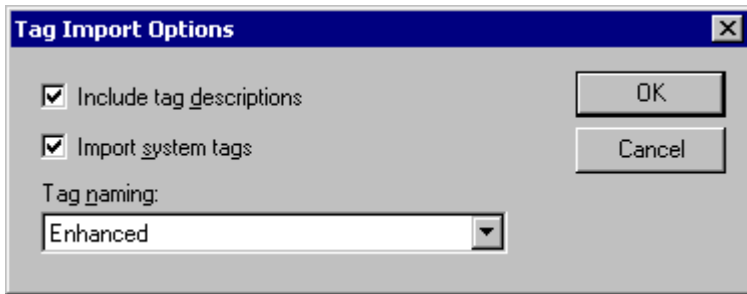 Tag Import Options
Include tag descriptions
OK
Import system tags
Cancel
Tag naming:
Enhanced